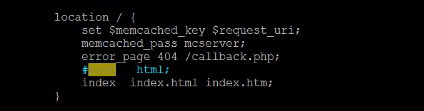 location / {
set $memcached_key $request_uri;
memcached_pass mcserver;
error_page 404 /callback.php;
# html;
index index.html index.htm;
}